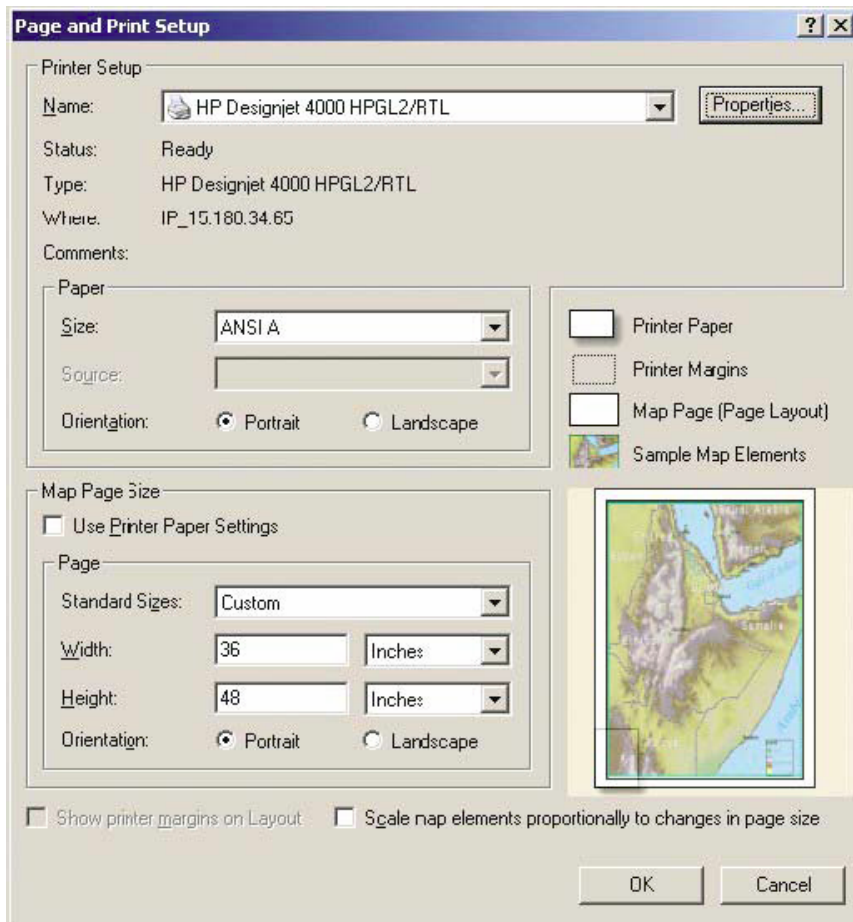 Page and Print Setup
Printer Setup
Name: HP Designjet 4000 HPGL2/RTL Properties...
Status: Ready
Type: HP Designjet 4000 HPGL2/RTL
Where: IP_15.180.34.65
Comments:
Paper
Size: ANSI A
Source:
Orientation: Portrait Landscape
Printer Paper
Printer Margins
Map Page (Page Layout)
Sample Map Elements
Map Page Size
Use Printer Paper Settings
Page
Standard Sizes: Custom
Width: 36 Inches
Height: 48 Inches
Orientation: Portrait Landscape
Saudi Arabia
Somalia
Show printer margins on Layout
Scale map elements proportionally to changes in page size
OK Cancel